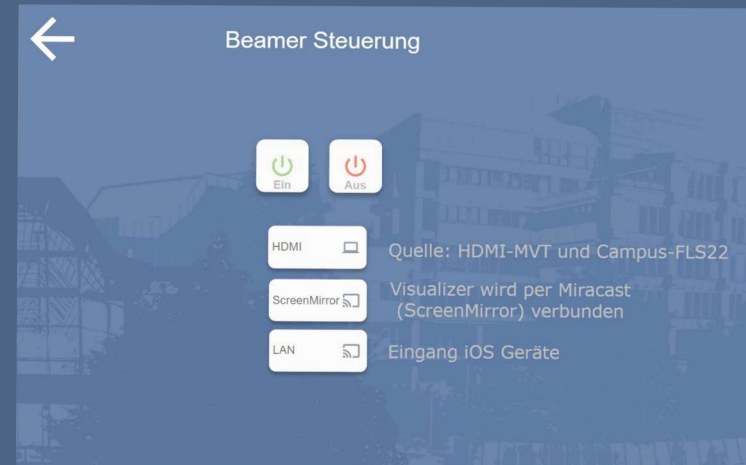 Beamer Steuerung
Ein
Aus
HDMI
Quelle: HDMI-MVT und Campus-FLS22
ScreenMirror
Visualizer wird per Miracast
(ScreenMirror) verbunden
LAN
Eingang iOS Geräte